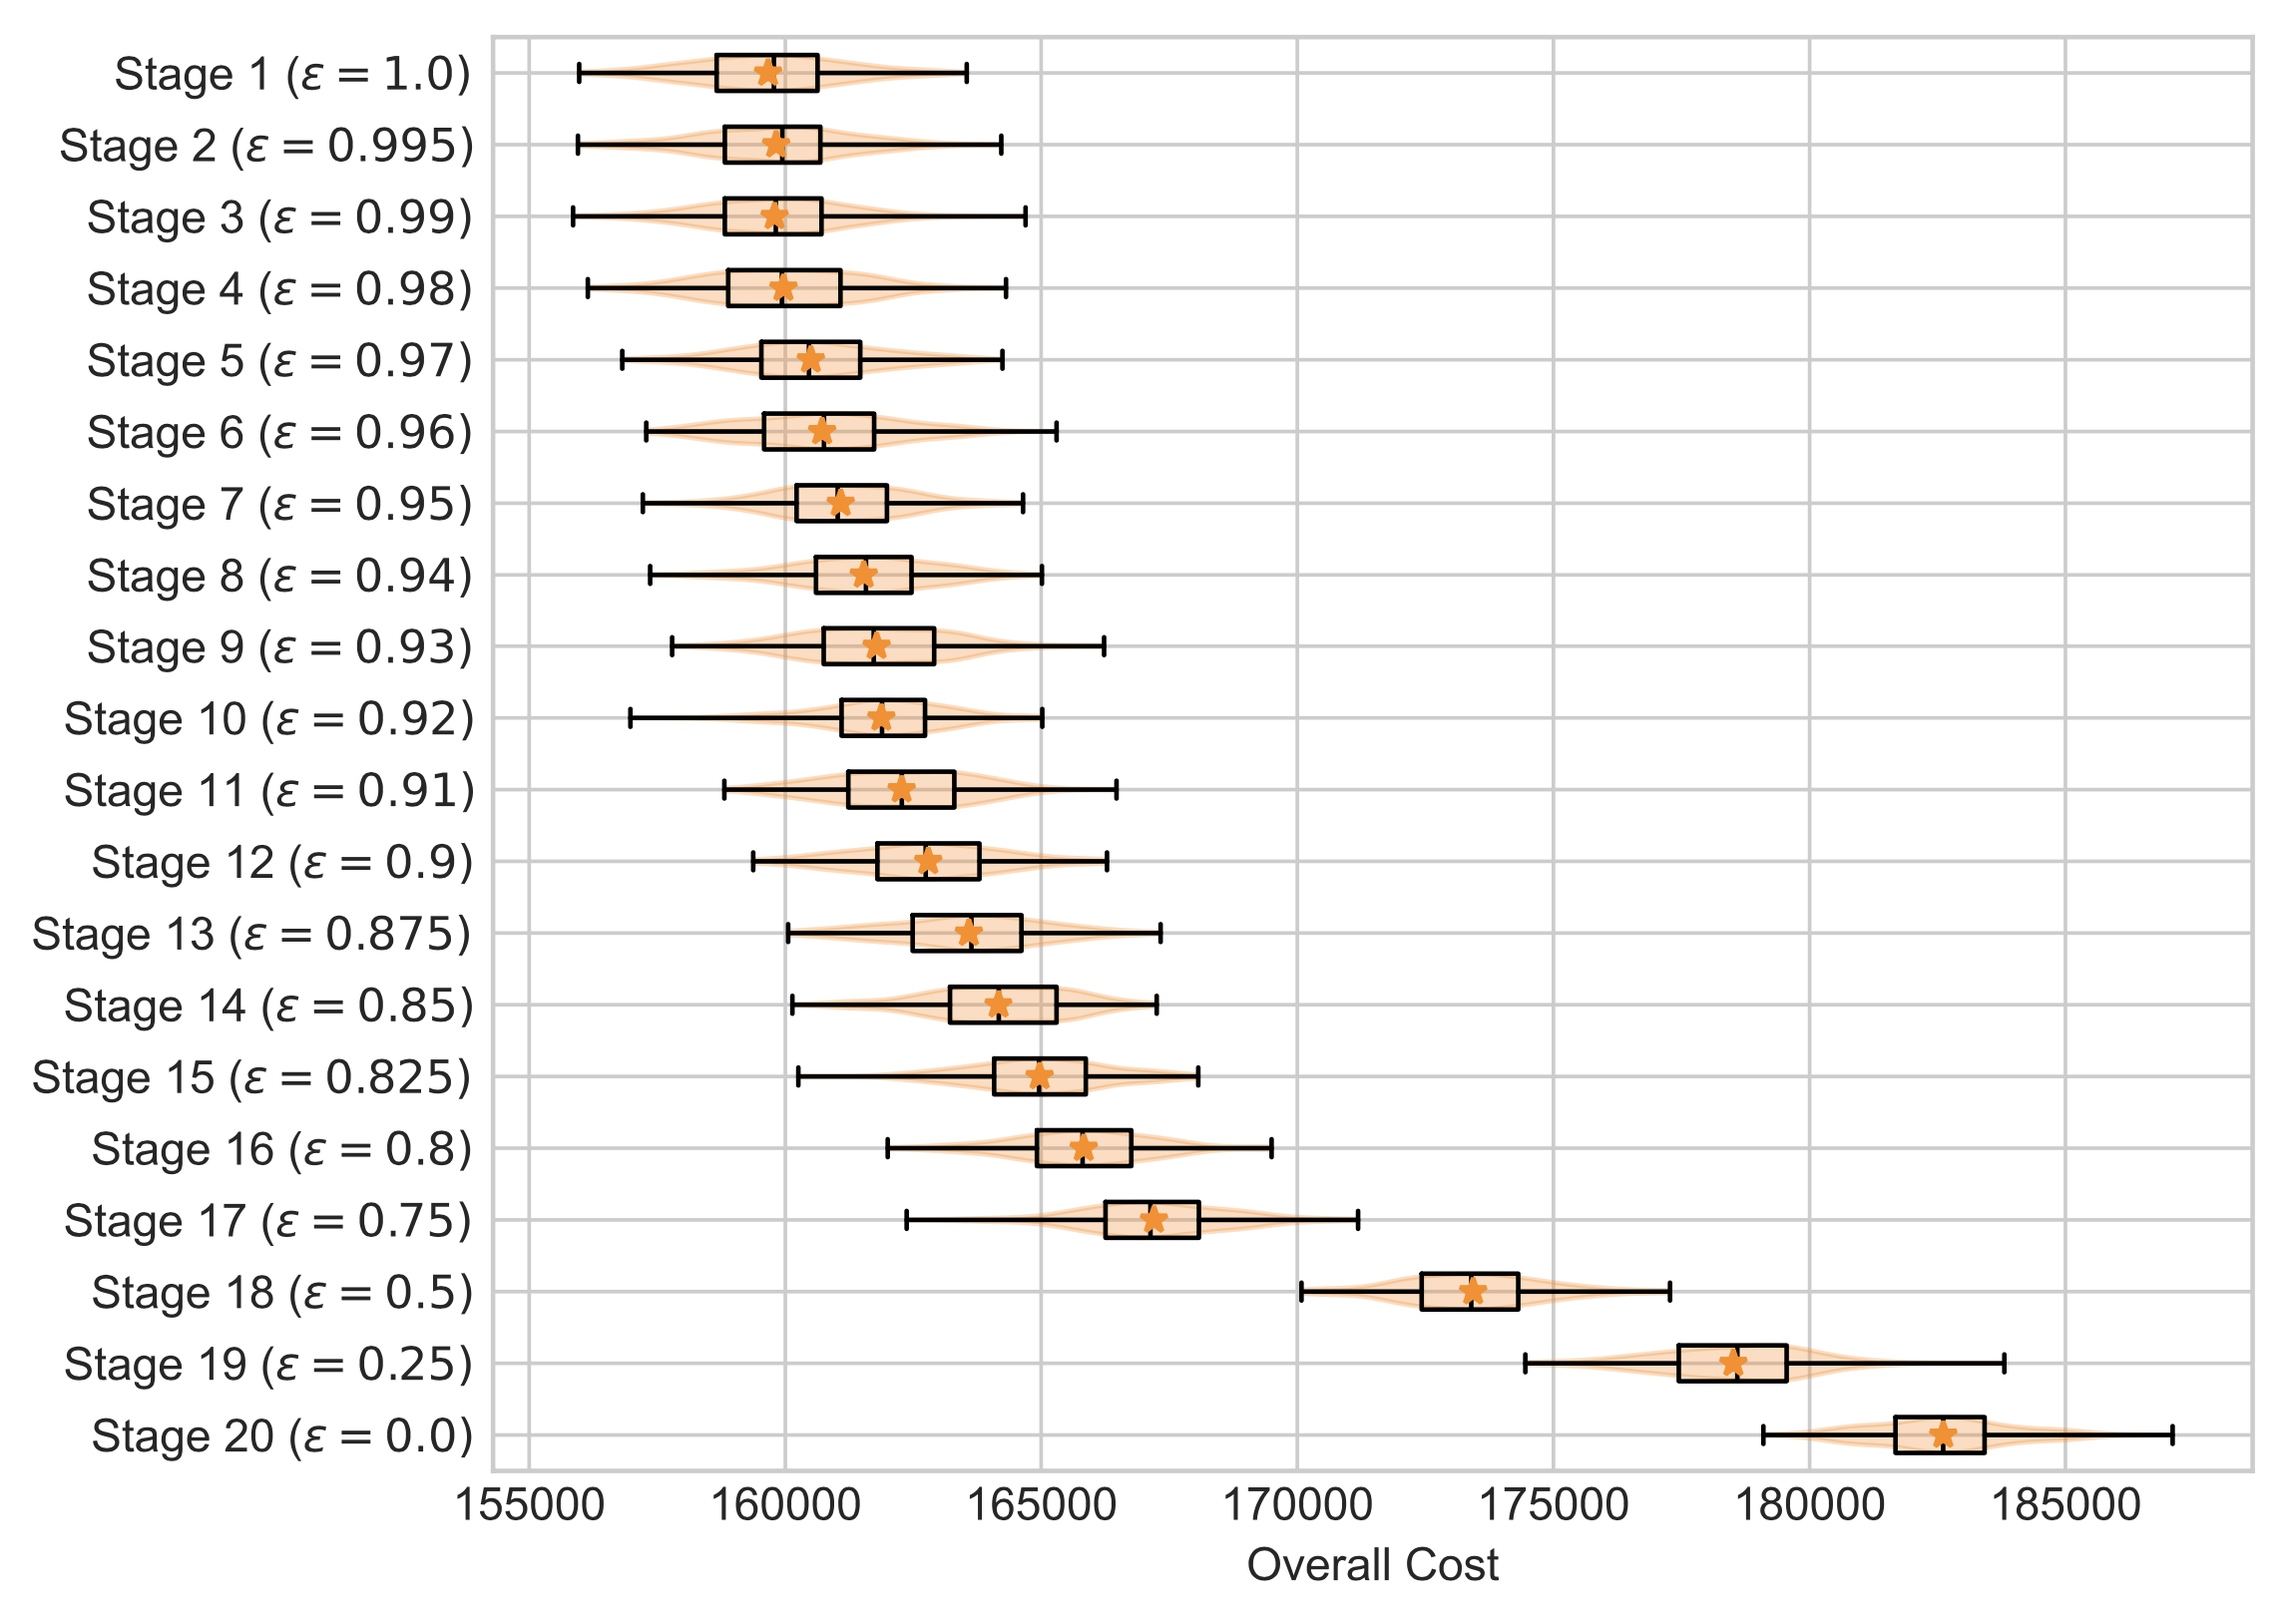 Stage 1 (ε = 1.0)
Stage 2 (ε = 0.995)
Stage 3 (ε = 0.99)
Stage 4 (ε = 0.98)
Stage 5 (ε = 0.97)
Stage 6 (ε = 0.96)
Stage 7 (ε = 0.95)
Stage 8 (ε = 0.94)
Stage 9 (ε = 0.93)
Stage 10 (ε = 0.92)
Stage 11 (ε = 0.91)
Stage 12 (ε = 0.9)
Stage 13 (ε = 0.875)
Stage 14 (ε = 0.85)
Stage 15 (ε = 0.825)
Stage 16 (ε = 0.8)
Stage 17 (ε = 0.75)
Stage 18 (ε = 0.5)
Stage 19 (ε = 0.25)
Stage 20 (ε = 0.0)
155000 160000 165000 170000 175000 180000 185000
Overall Cost